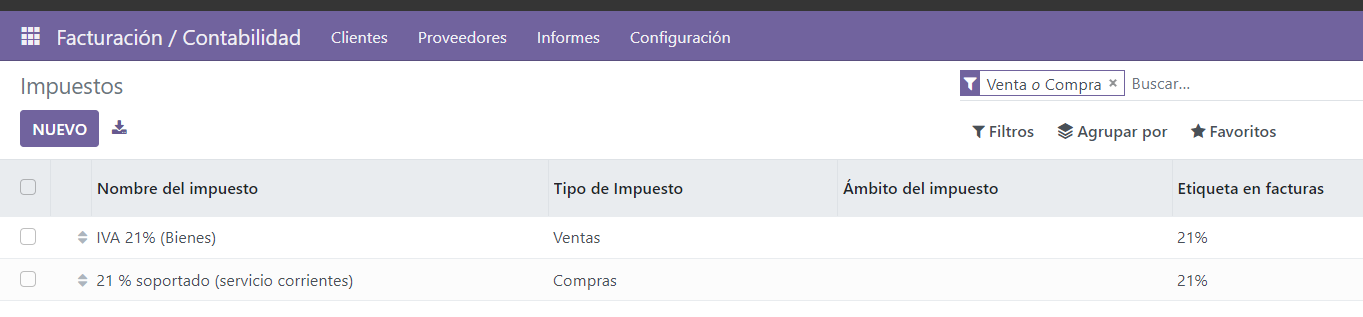 Facturación / Contabilidad Clientes Proveedores Informes Configuración
Impuestos
Venta o Compra × Buscar...
NUEVO
Filtros Agrupar por Favoritos
Nombre del impuesto Tipo de Impuesto Ámbito del impuesto Etiqueta en facturas
IVA 21% (Bienes) Ventas 21%
21 % soportado (servicio corrientes) Compras 21%